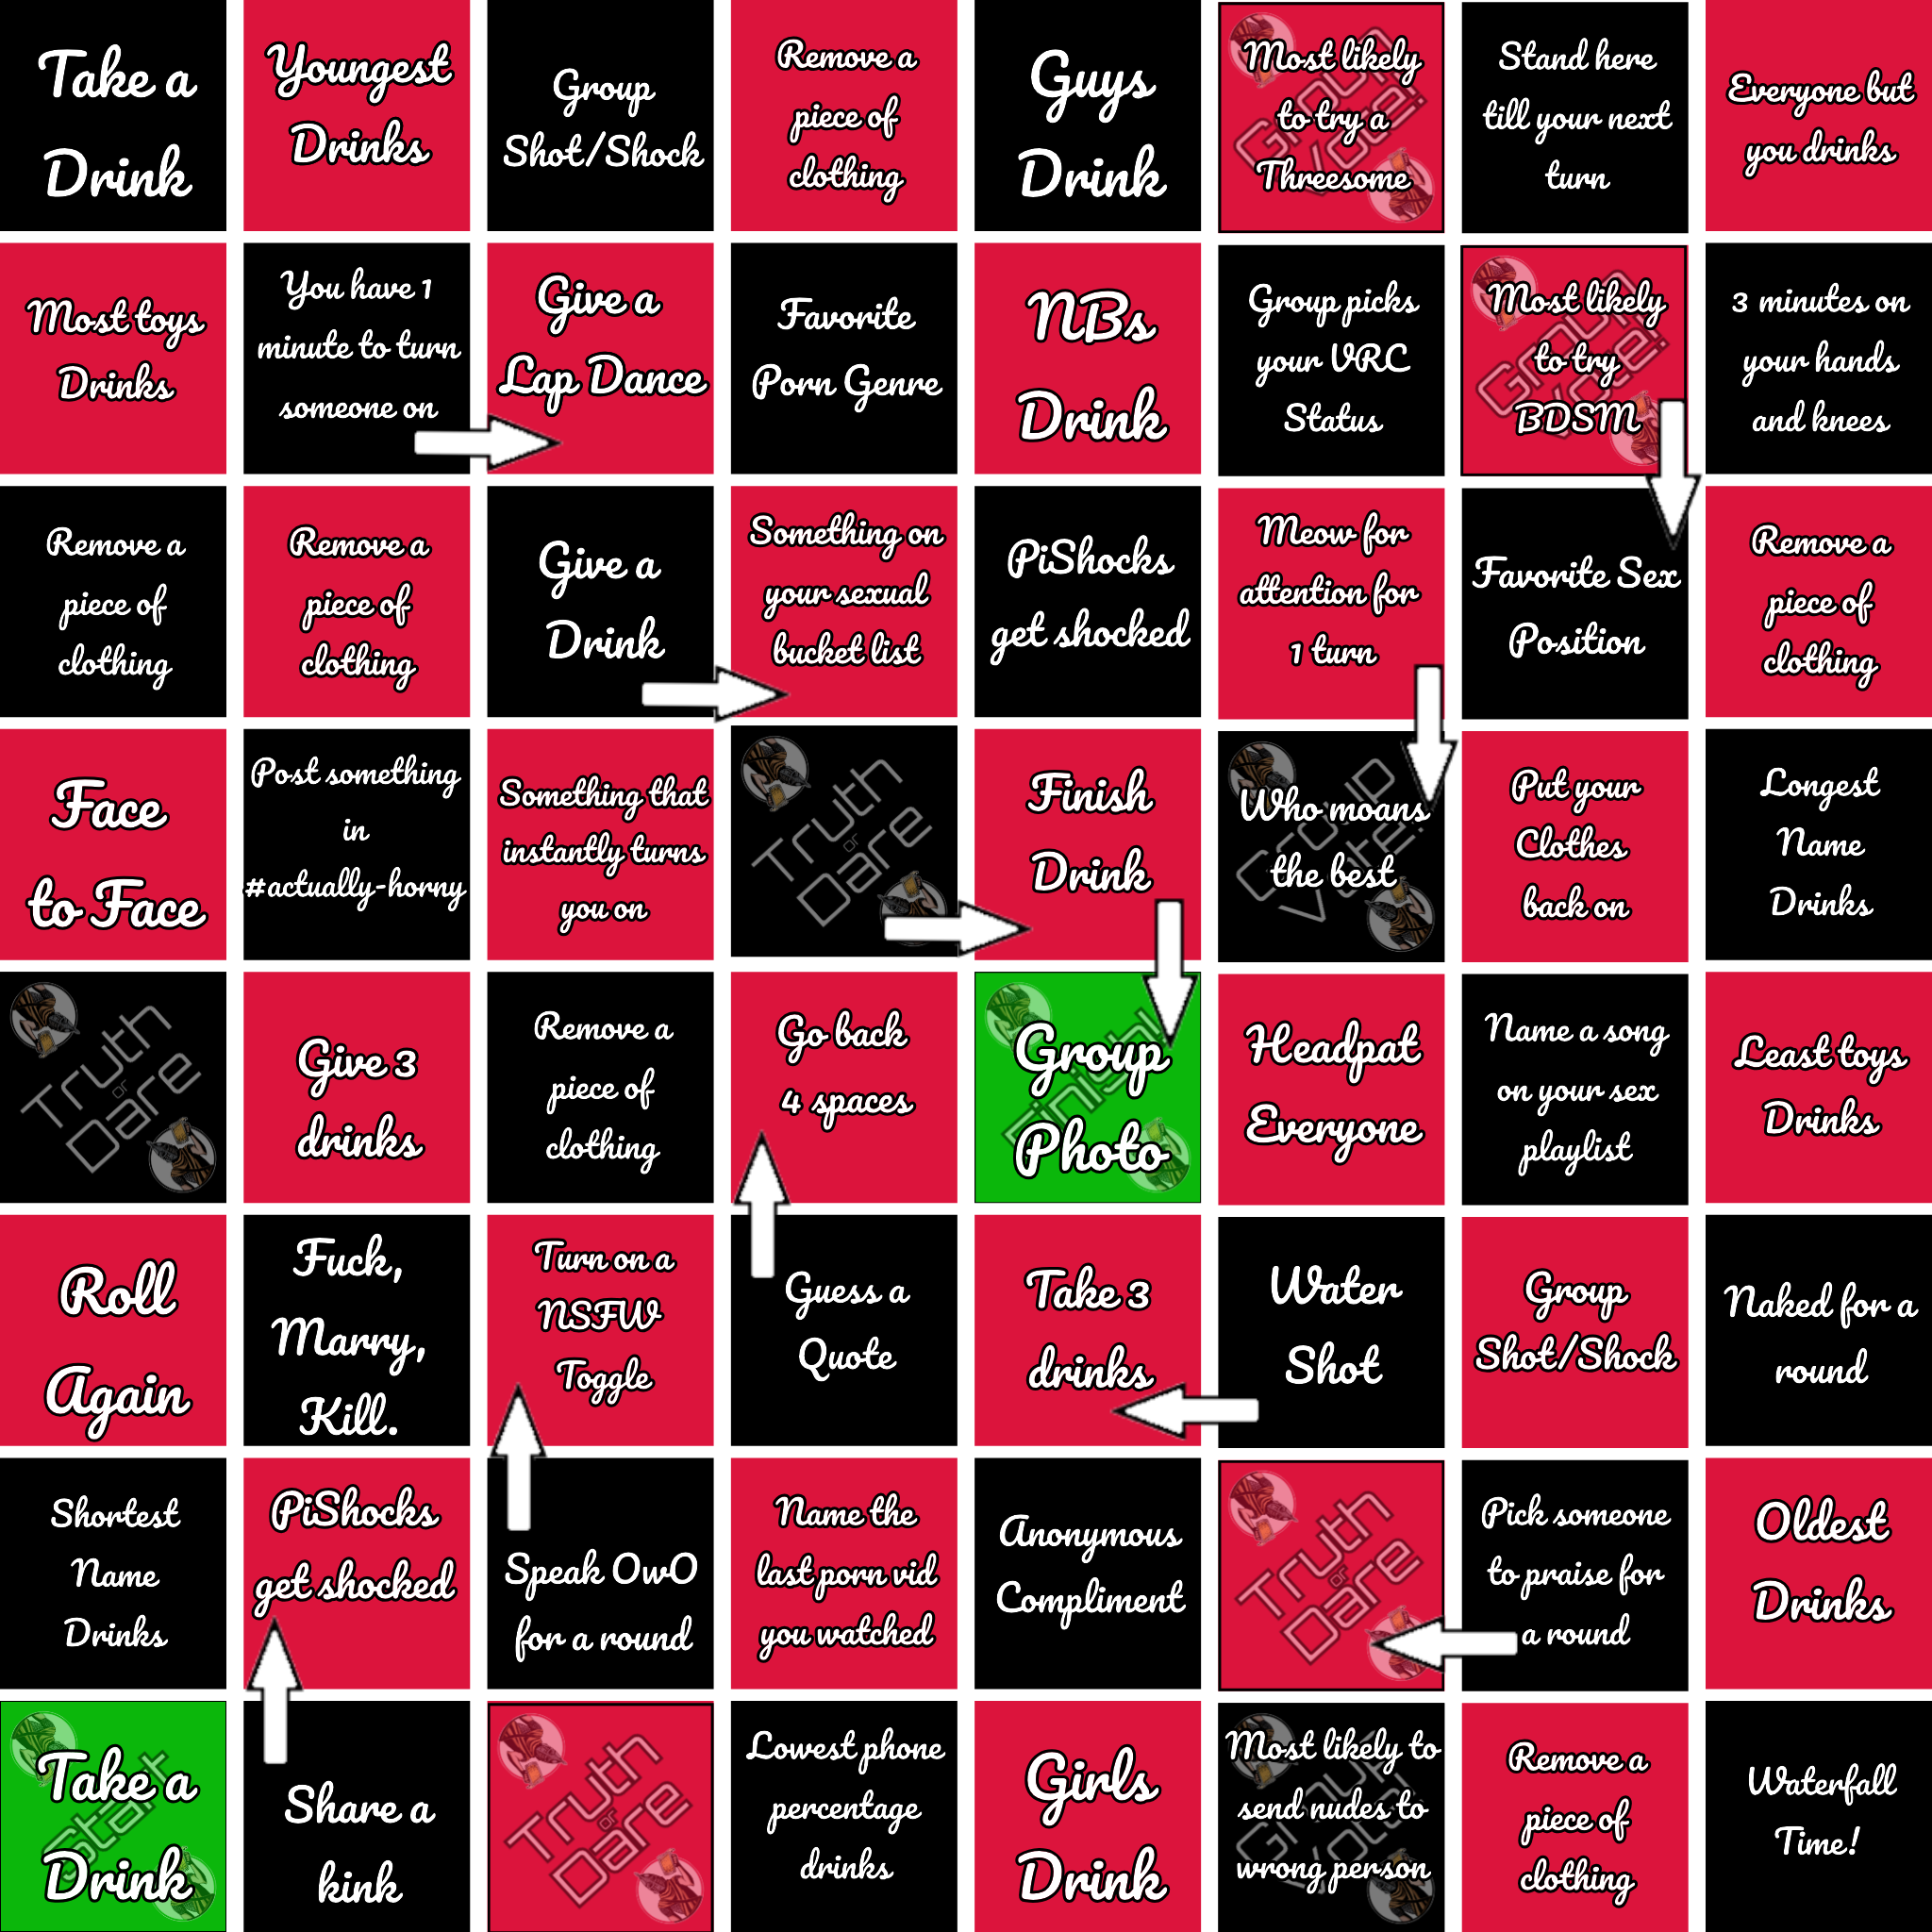 Take a
Drink
Youngest
Drinks
Group
Shot/Shock
Remove a
piece of
clothing
Guys
Drink
Group
Vote!
Most likely
to try a
Threesome
Stand here
till your next
turn
Everyone but
you drinks
Most toys
Drinks
You have 1
minute to turn
someone on
Give a
Lap Dance
Favorite
Porn Genre
NBs
Drink
Group picks
your VRC
Status
Group
Vote!
Most likely
to try
BDSM
3 minutes on
your hands
and knees
Remove a
piece of
clothing
Remove a
piece of
clothing
Give a
Drink
Something on
your sexual
bucket list
PiShocks
get shocked
Meow for
attention for
1 turn
Favorite Sex
Position
Remove a
piece of
clothing
Face
to Face
Post something
in
#actually-horny
Something that
instantly turns
you on
Truth
or
Dare
Finish
Drink
Group
Vote!
Who moans
the best
Put your
Clothes
back on
Longest
Name
Drinks
Truth
or
Dare
Give 3
drinks
Remove a
piece of
clothing
Go back
4 spaces
Finish!
Group
Photo
Headpat
Everyone
Name a song
on your sex
playlist
Least toys
Drinks
Roll
Again
Fuck,
Marry,
Kill.
Turn on a
NSFW
Toggle
Guess a
Quote
Take 3
drinks
Water
Shot
Group
Shot/Shock
Naked for a
round
Shortest
Name
Drinks
PiShocks
get shocked
Speak OwO
for a round
Name the
last porn vid
you watched
Anonymous
Compliment
Truth
or
Dare
Pick someone
to praise for
a round
Oldest
Drinks
Start
Take a
Drink
Share a
kink
Truth
or
Dare
Lowest phone
percentage
drinks
Girls
Drink
Group
Vote!
Most likely to
send nudes to
wrong person
Remove a
piece of
clothing
Waterfall
Time!